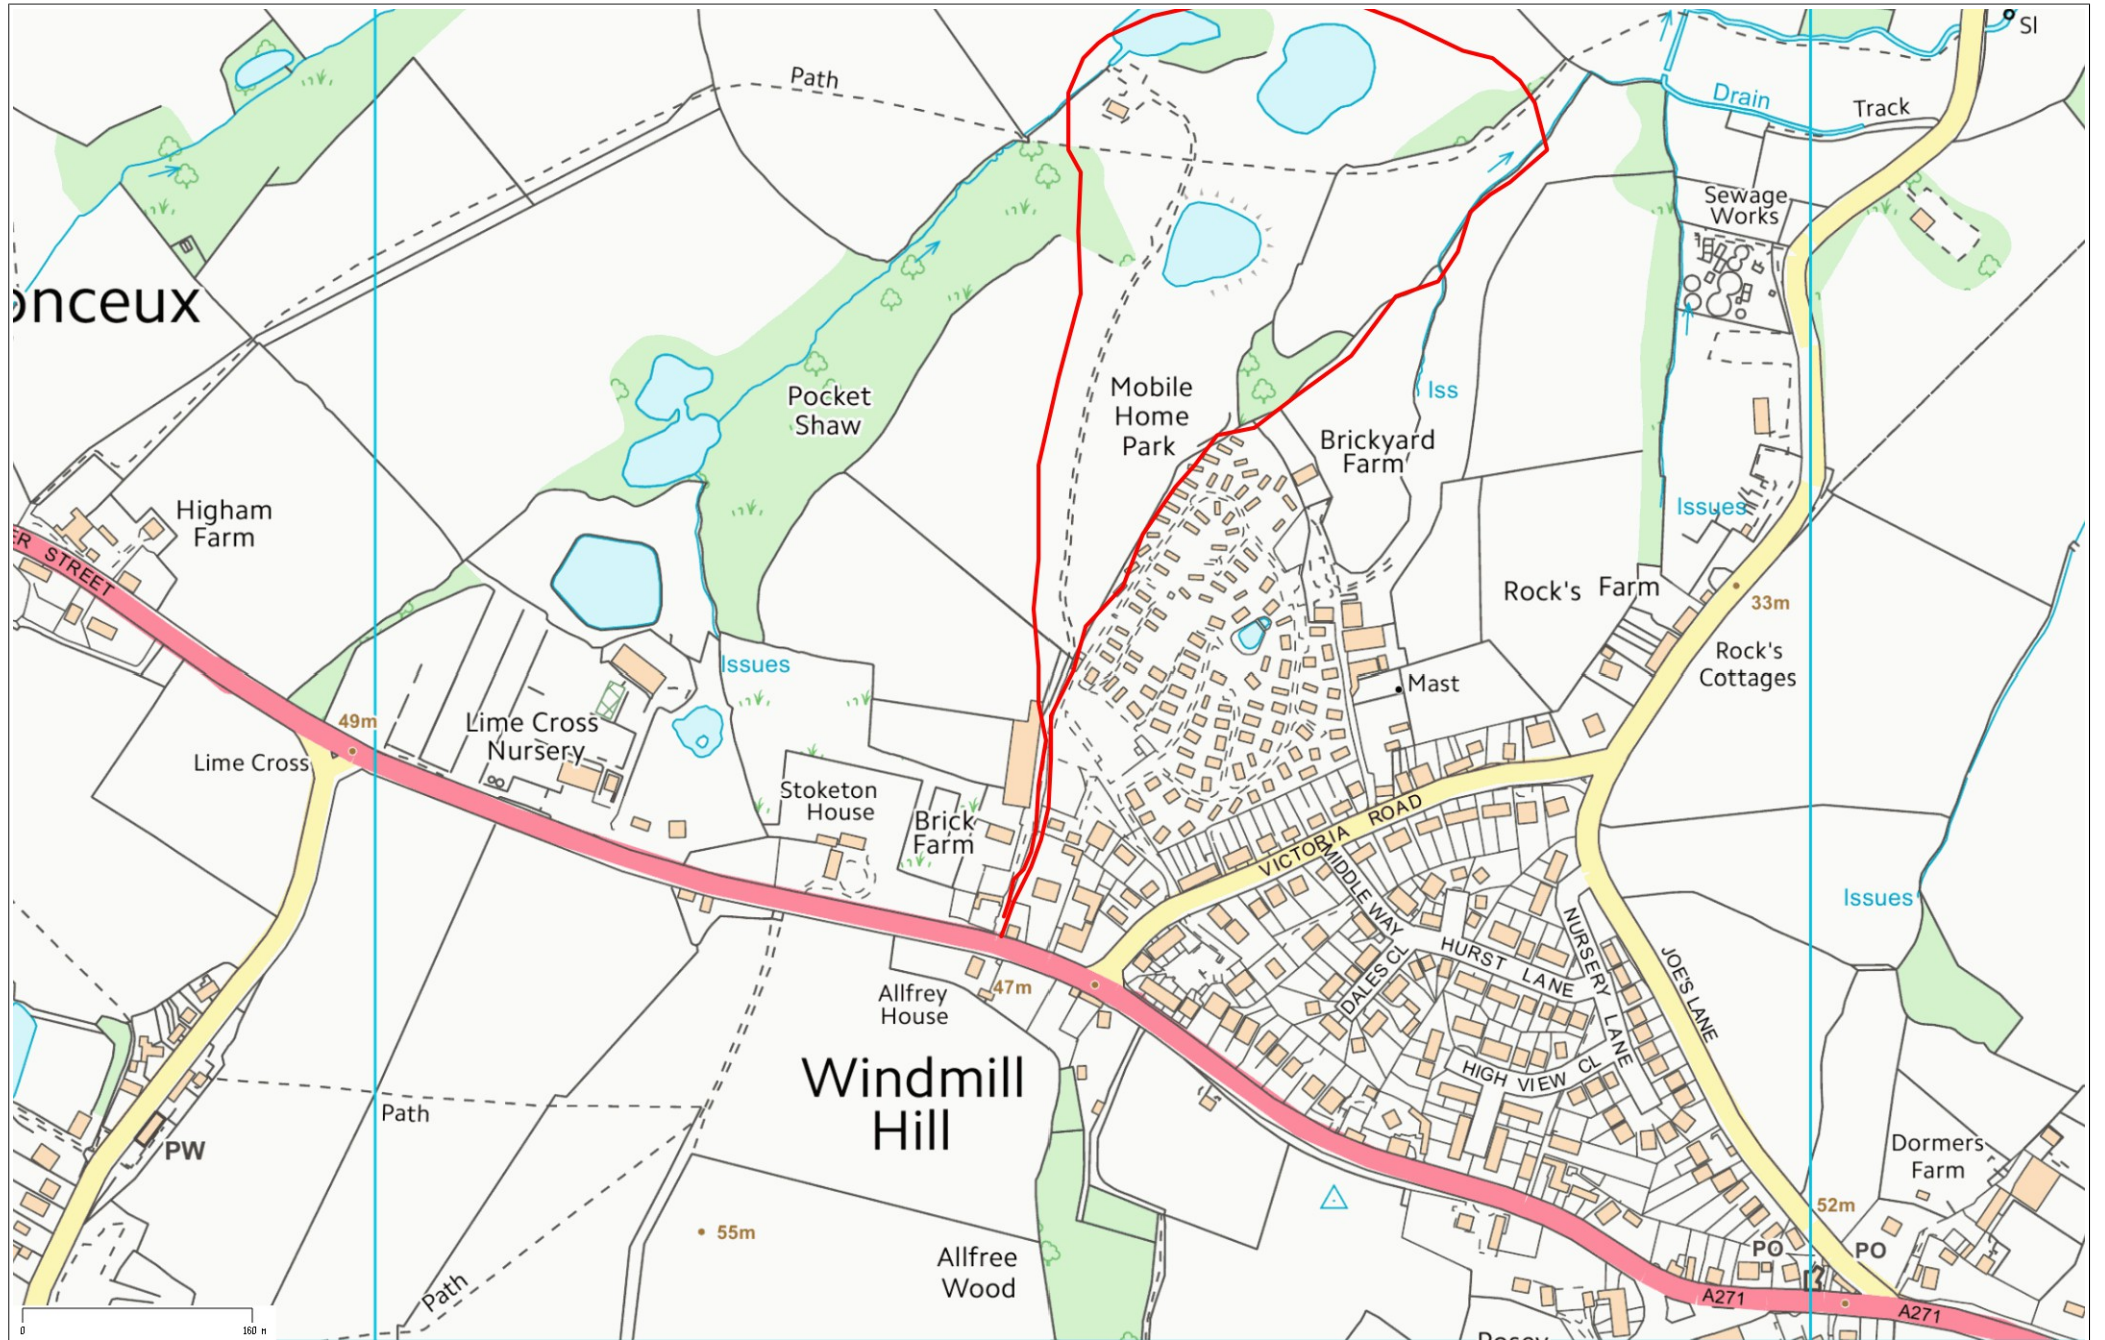 SI
Path
Drain
Track
Sewage
Works
onceux
Pocket
Shaw
Mobile
Home
Park
Iss
Brickyard
Farm
Higham
Farm
ER STREET
Issues
Rock's Farm
33m
Rock's
Cottages
Issues
Mast
49m
Lime Cross
Nursery
Lime Cross
Stoketon
House
Brick
Farm
VICTORIA ROAD
MIDDLE WAY
Issues
HURST LANE
NURSERY LANE
JOE'S LANE
DALES CL
47m
Allfrey
House
HIGH VIEW CL
Windmill
Hill
Path
PW
Dormers
Farm
52m
55m
PO
PO
Allfree
Wood
Path
A271
A271
0 160 M